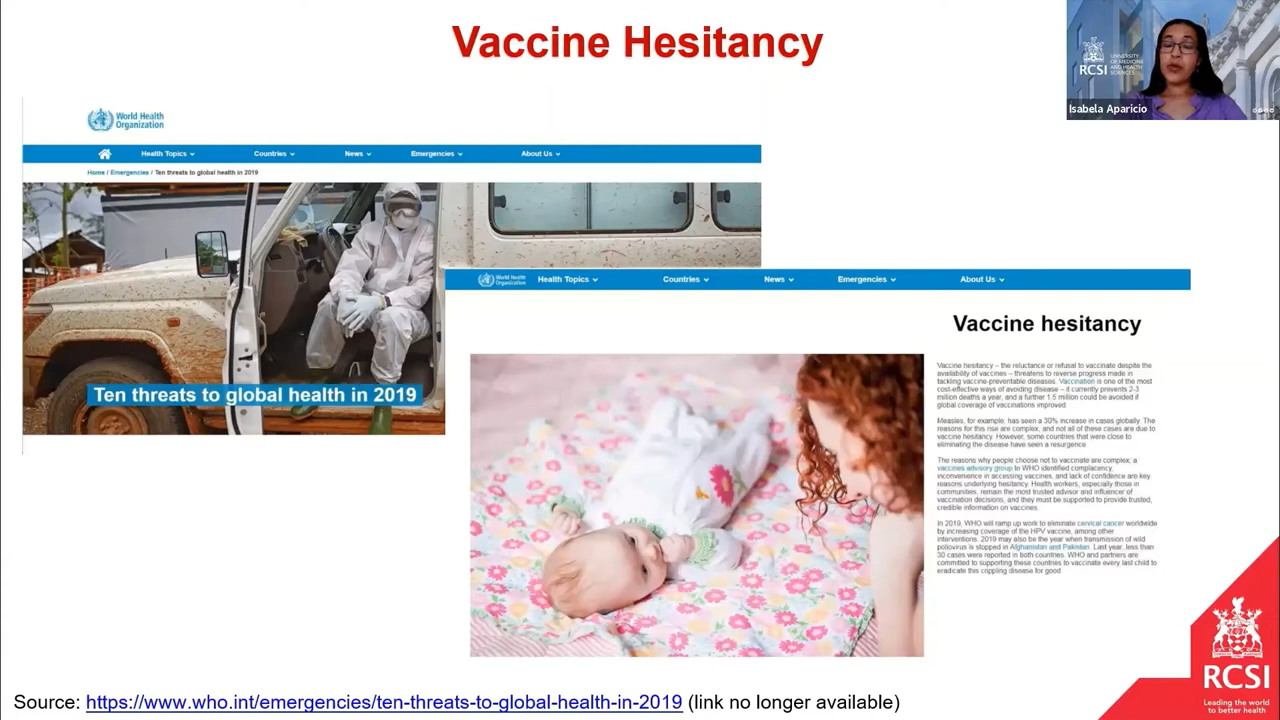 Vaccine Hesitancy
RCSI
UNIVERSITY
OF MEDICINE
AND HEALTH
SCIENCES
Isabela Aparicio
World Health
Organization
Health Topics
Countries
News
Emergencies
About Us
Home / Emergencies / Ten threats to global health in 2019
Ten threats to global health in 2019
World Health
Organization
Health Topics
Countries
News
Emergencies
About Us
Vaccine hesitancy
Vaccine hesitancy – the reluctance or refusal to vaccinate despite the
availability of vaccines – threatens to reverse progress made in
tackling vaccine-preventable diseases. Vaccination is one of the most
cost-effective ways of avoiding disease – it currently prevents 2-3
million deaths a year, and a further 1.5 million could be avoided if
global coverage of vaccinations improved.
Measles, for example, has seen a 30% increase in cases globally. The
reasons for this rise are complex, and not all of these cases are due to
vaccine hesitancy. However, some countries that were close to
eliminating the disease have seen a resurgence.
The reasons why people choose not to vaccinate are complex; a
vaccines advisory group to WHO identified complacency,
inconvenience in accessing vaccines, and lack of confidence are key
reasons underlying hesitancy. Health workers, especially those in
communities, remain the most trusted advisor and influencer of
vaccination decisions, and they must be supported to provide trusted,
credible information on vaccines.
In 2019, WHO will ramp up work to eliminate cervical cancer worldwide
by increasing coverage of the HPV vaccine, among other
interventions. 2019 may also be the year when transmission of wild
poliovirus is stopped in Afghanistan and Pakistan. Last year, less than
30 cases were reported in both countries. WHO and partners are
committed to supporting these countries to vaccinate every last child to
eradicate this crippling disease for good.
RCSI
Leading the world
to better health
Source: https://www.who.int/emergencies/ten-threats-to-global-health-in-2019 (link no longer available)